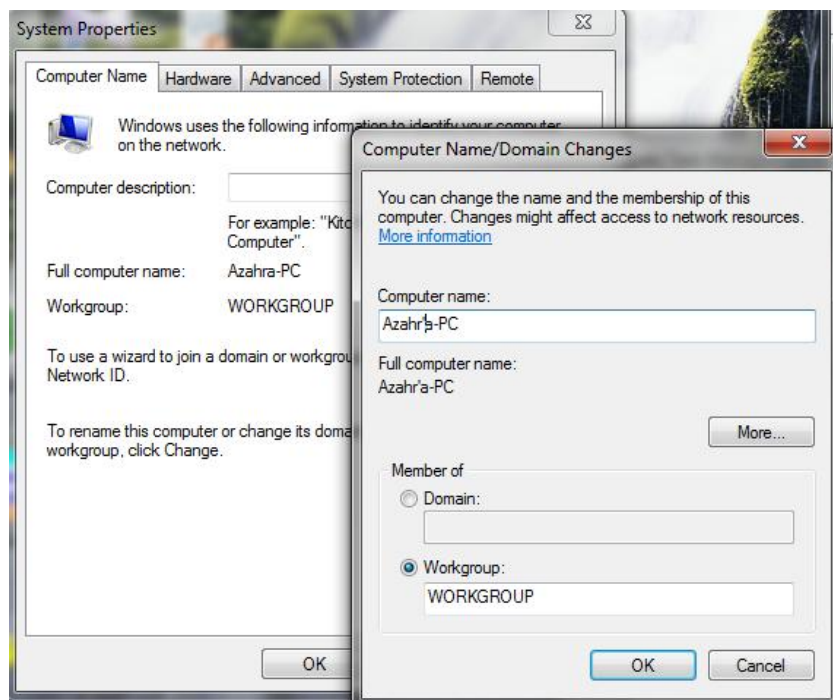 System Properties
Computer Name Hardware Advanced System Protection Remote
Windows uses the following information to identify your computer
on the network.
Computer description:
For example: "Kitc
Computer".
Full computer name: Azahra-PC
Workgroup: WORKGROUP
To use a wizard to join a domain or workgrou
Network ID.
To rename this computer or change its doma
workgroup, click Change.
OK
Computer Name/Domain Changes
You can change the name and the membership of this
computer. Changes might affect access to network resources.
More information
Computer name:
Azahr'a-PC
Full computer name:
Azahr'a-PC
More...
Member of
Domain:
Workgroup:
WORKGROUP
OK Cancel